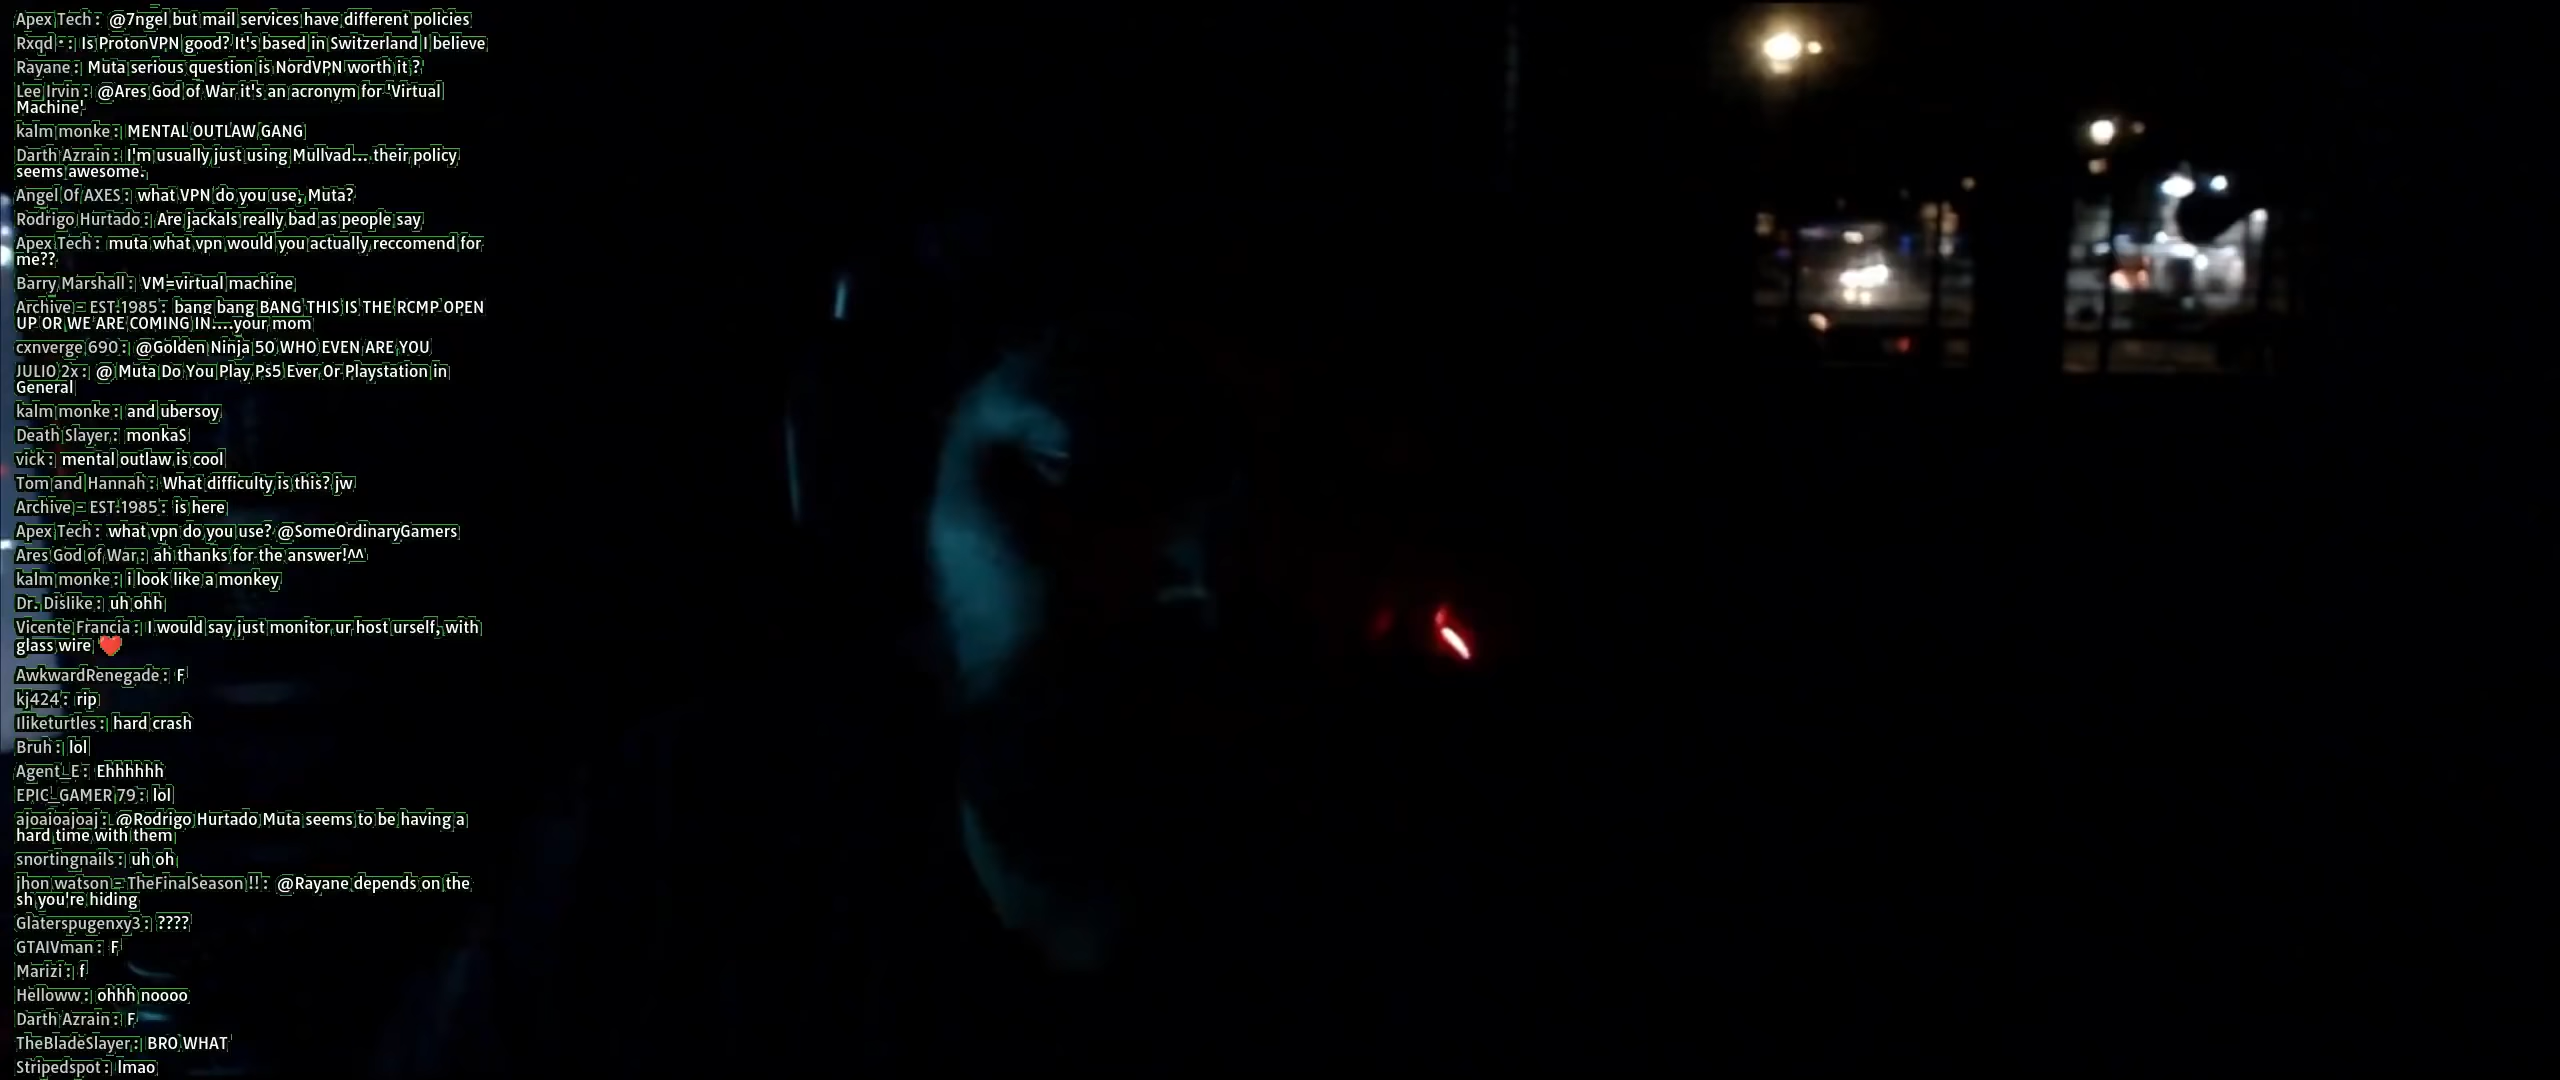 Apex Tech: @7ngel but mail services have different policies
Rxqd •: Is ProtonVPN good? It's based in Switzerland I believe
Rayane: Muta serious question is NordVPN worth it ?
Lee Irvin: @Ares God of War it's an acronym for 'Virtual
Machine'
kalm monke: MENTAL OUTLAW GANG
Darth Azrain: I'm usually just using Mullvad... their policy
seems awesome.
Angel Of AXES: what VPN do you use, Muta?
Rodrigo Hurtado: Are jackals really bad as people say
Apex Tech: muta what vpn would you actually reccomend for
me??
Barry Marshall: VM=virtual machine
Archive - EST.1985: bang bang BANG THIS IS THE RCMP OPEN
UP OR WE ARE COMING IN....your mom
cxnverge 690: @Golden Ninja 50 WHO EVEN ARE YOU
JULIO 2x: @ Muta Do You Play Ps5 Ever Or Playstation in
General
kalm monke: and ubersoy
Death Slayer: monkaS
vick: mental outlaw is cool
Tom and Hannah: What difficulty is this? jw
Archive - EST.1985: is here
Apex Tech: what vpn do you use? @SomeOrdinaryGamers
Ares God of War: ah thanks for the answer!^^
kalm monke: i look like a monkey
Dr. Dislike: uh ohh
Vicente Francia: I would say just monitor ur host urself, with
glass wire ❤️
AwkwardRenegade: F
kj424: rip
Iliketurtles: hard crash
Bruh: lol
Agent_E: Ehhhhhh
EPIC_GAMER 79: lol
ajoaioajoaj: @Rodrigo Hurtado Muta seems to be having a
hard time with them
snortingnails: uh oh
jhon watson - TheFinalSeason !!: @Rayane depends on the
sh you're hiding
Glaterspugenxy3: ????
GTAIVman: F
Marizi: f
Helloww: ohhh noooo
Darth Azrain: F
TheBladeSlayer: BRO WHAT
Stripedspot: lmao